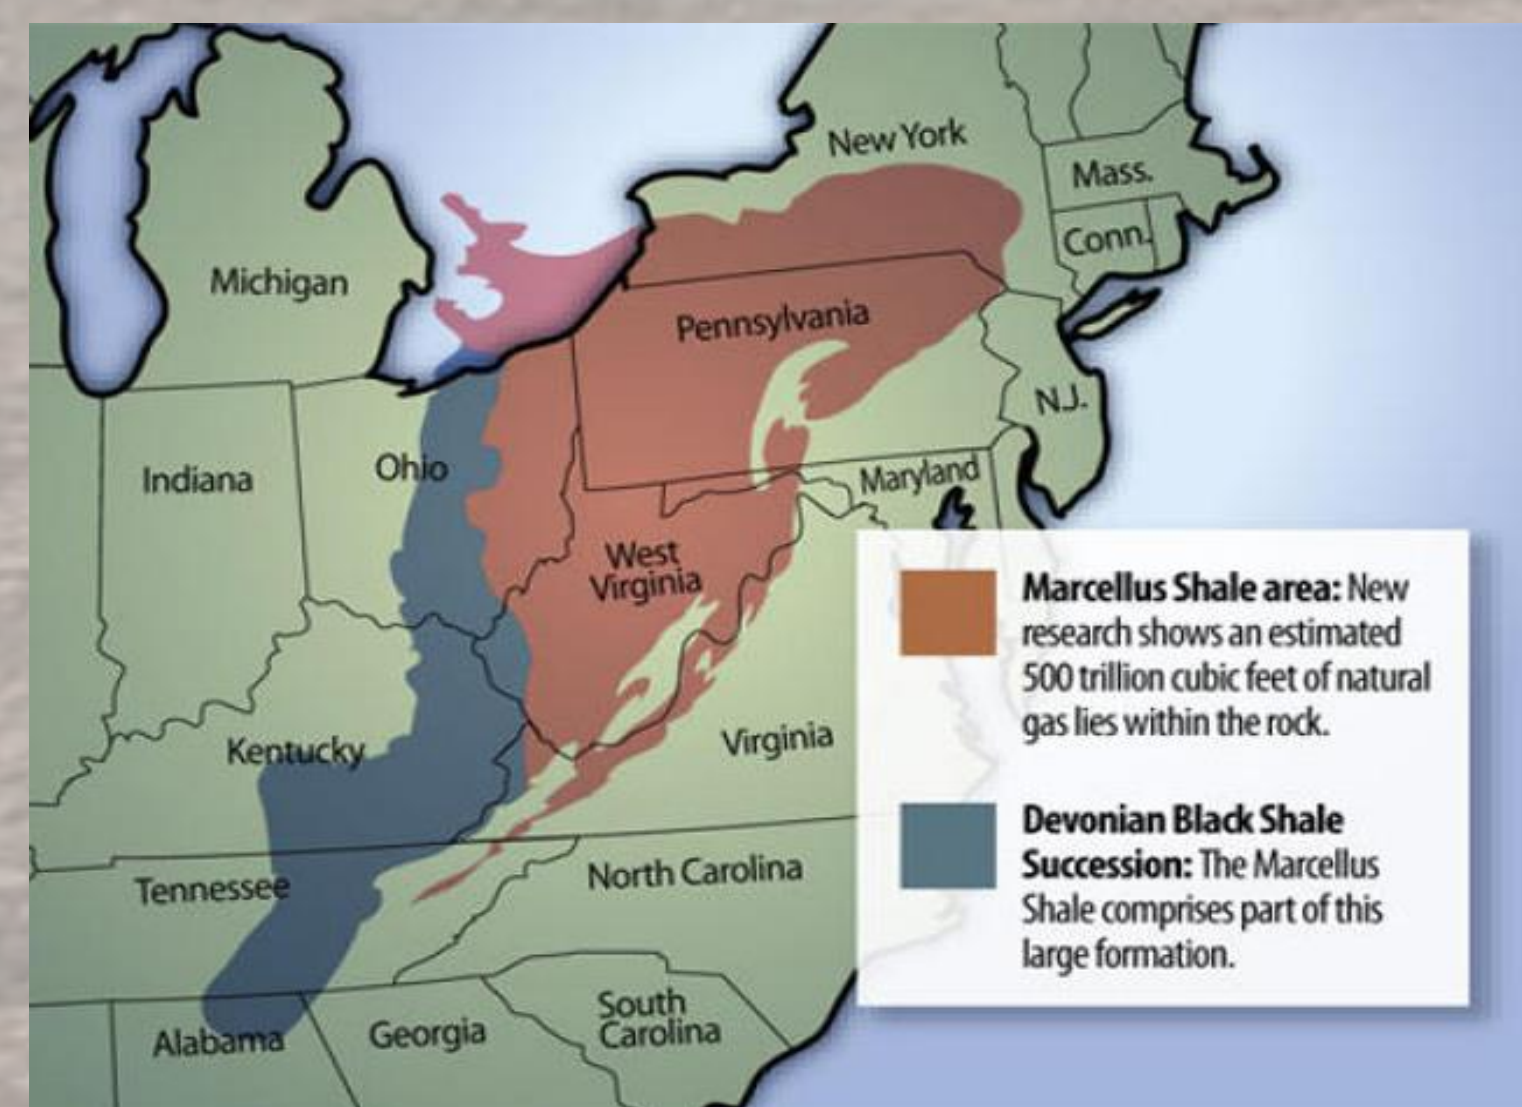 New York
Mass.
Conn.
Michigan
Pennsylvania
N.J.
Indiana
Ohio
Maryland
West
Virginia
Marcellus Shale area: New
research shows an estimated
500 trillion cubic feet of natural
gas lies within the rock.
Kentucky
Virginia
Devonian Black Shale
Succession: The Marcellus
Shale comprises part of this
large formation.
Tennessee
North Carolina
Alabama
Georgia
South
Carolina